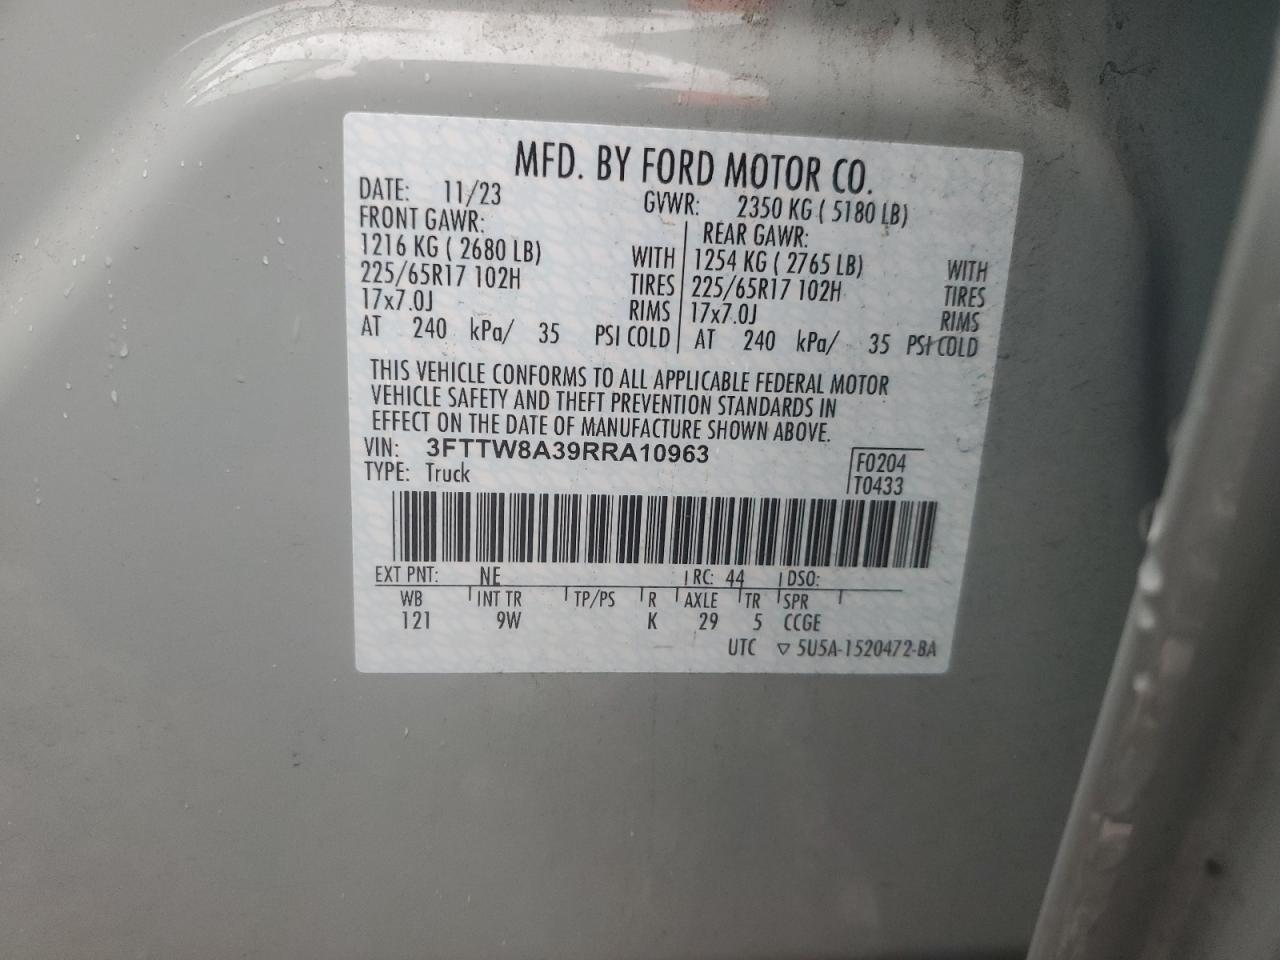 MFD. BY FORD MOTOR CO.
DATE: 11/23 GVWR: 2350 KG ( 5180 LB)
FRONT GAWR: REAR GAWR:
1216 KG ( 2680 LB) WITH 1254 KG ( 2765 LB) WITH
225/65R17 102H TIRES 225/65R17 102H TIRES
17x7.0J RIMS 17x7.0J RIMS
AT 240 kPa/ 35 PSI COLD AT 240 kPa/ 35 PSI COLD
THIS VEHICLE CONFORMS TO ALL APPLICABLE FEDERAL MOTOR
VEHICLE SAFETY AND THEFT PREVENTION STANDARDS IN
EFFECT ON THE DATE OF MANUFACTURE SHOWN ABOVE.
VIN: 3FTTW8A39RRA10963 F0204
TYPE: Truck T0433
EXT PNT: NE RC: 44 DSO:
WB INT TR TP/PS R AXLE TR SPR
121 9W K 29 5 CCGE
UTC ▽ 5U5A-1520472-BA